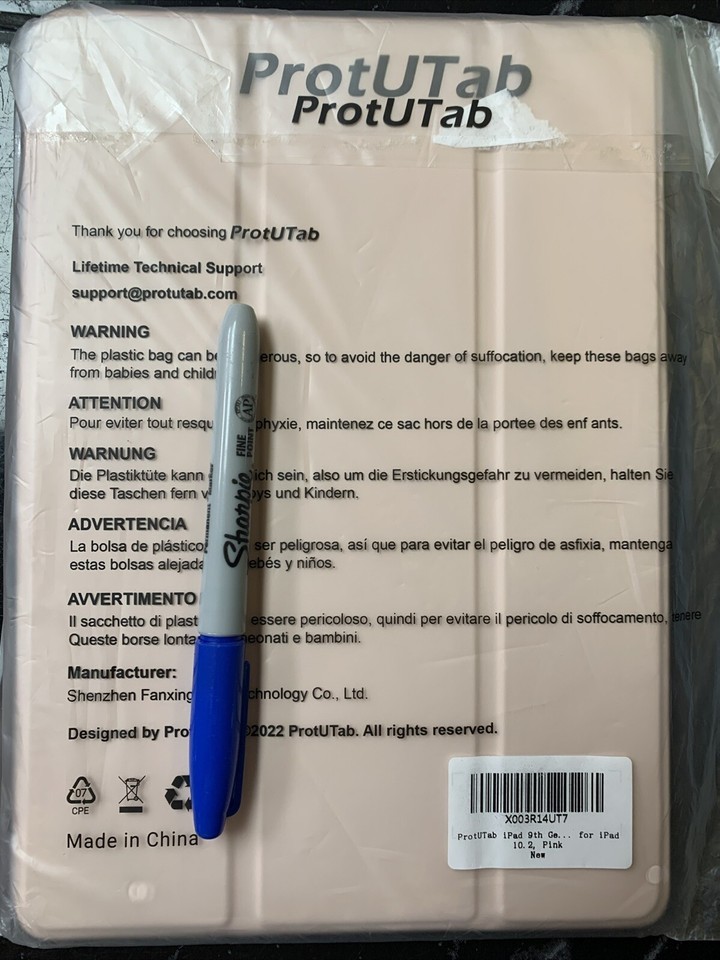 ProtUTab
ProtUTab
Thank you for choosing ProtUTab
Lifetime Technical Support
support@protutab.com
WARNING
The plastic bag can be erous, so to avoid the danger of suffocation, keep these bags away
from babies and child
ATTENTION
Pour eviter tout resqu phyxie, maintenez ce sac hors de la portee des enf ants.
WARNUNG
Die Plastiktüte kann ich sein, also um die Erstickungsgefahr zu vermeiden, halten Sie
diese Taschen fern v ys und Kindern.
ADVERTENCIA
La bolsa de plástico ser peligrosa, así que para evitar el peligro de asfixia, mantenga
estas bolsas alejada ebés y niños.
AVVERTIMENTO
Il sacchetto di plast essere pericoloso, quindi per evitare il pericolo di soffocamento, tenere
Queste borse lonta eonati e bambini.
Manufacturer:
Shenzhen Fanxing chnology Co., Ltd.
Designed by Pro ©2022 ProtUTab. All rights reserved.
07
CPE
Made in China
Sharpie
FINE
POINT
AP
X003R14UT7
ProtUTab iPad 9th Ge... for iPad
10.2, Pink
New